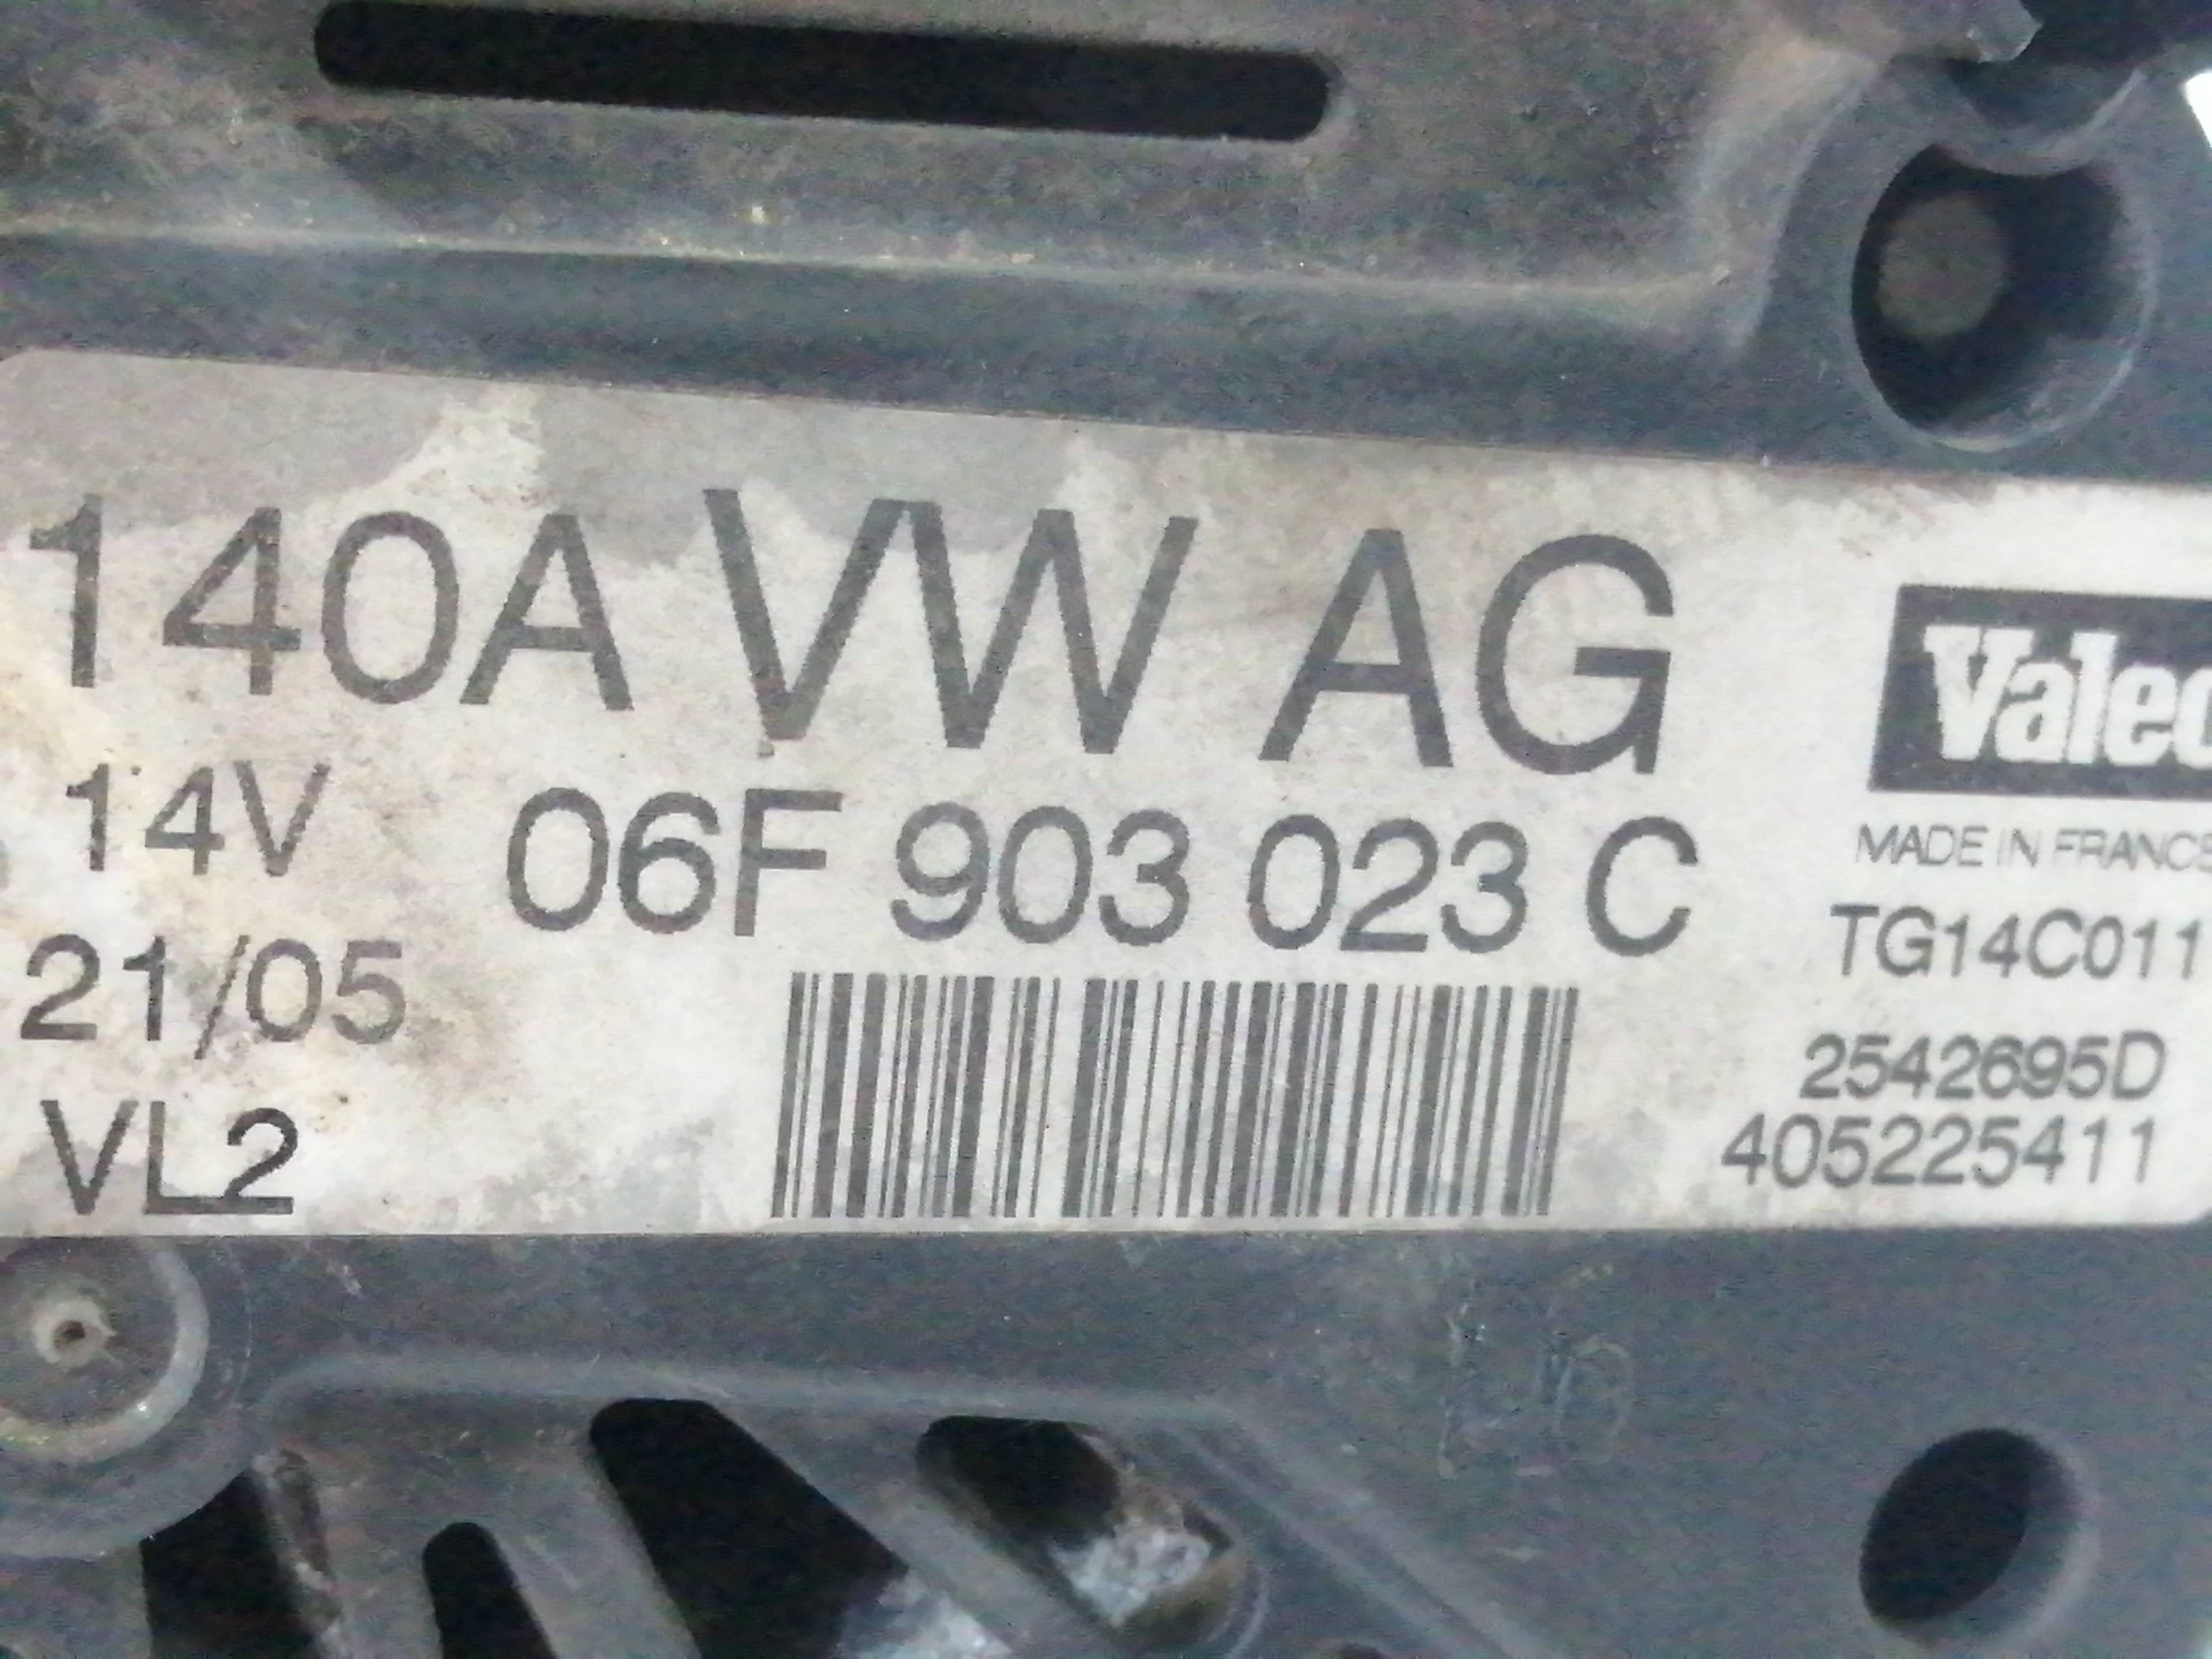 140A VW AG
Valeo
MADE IN FRANCE
14V 06F 903 023 C
TG14C011
21/05
2542695D
VL2
405225411